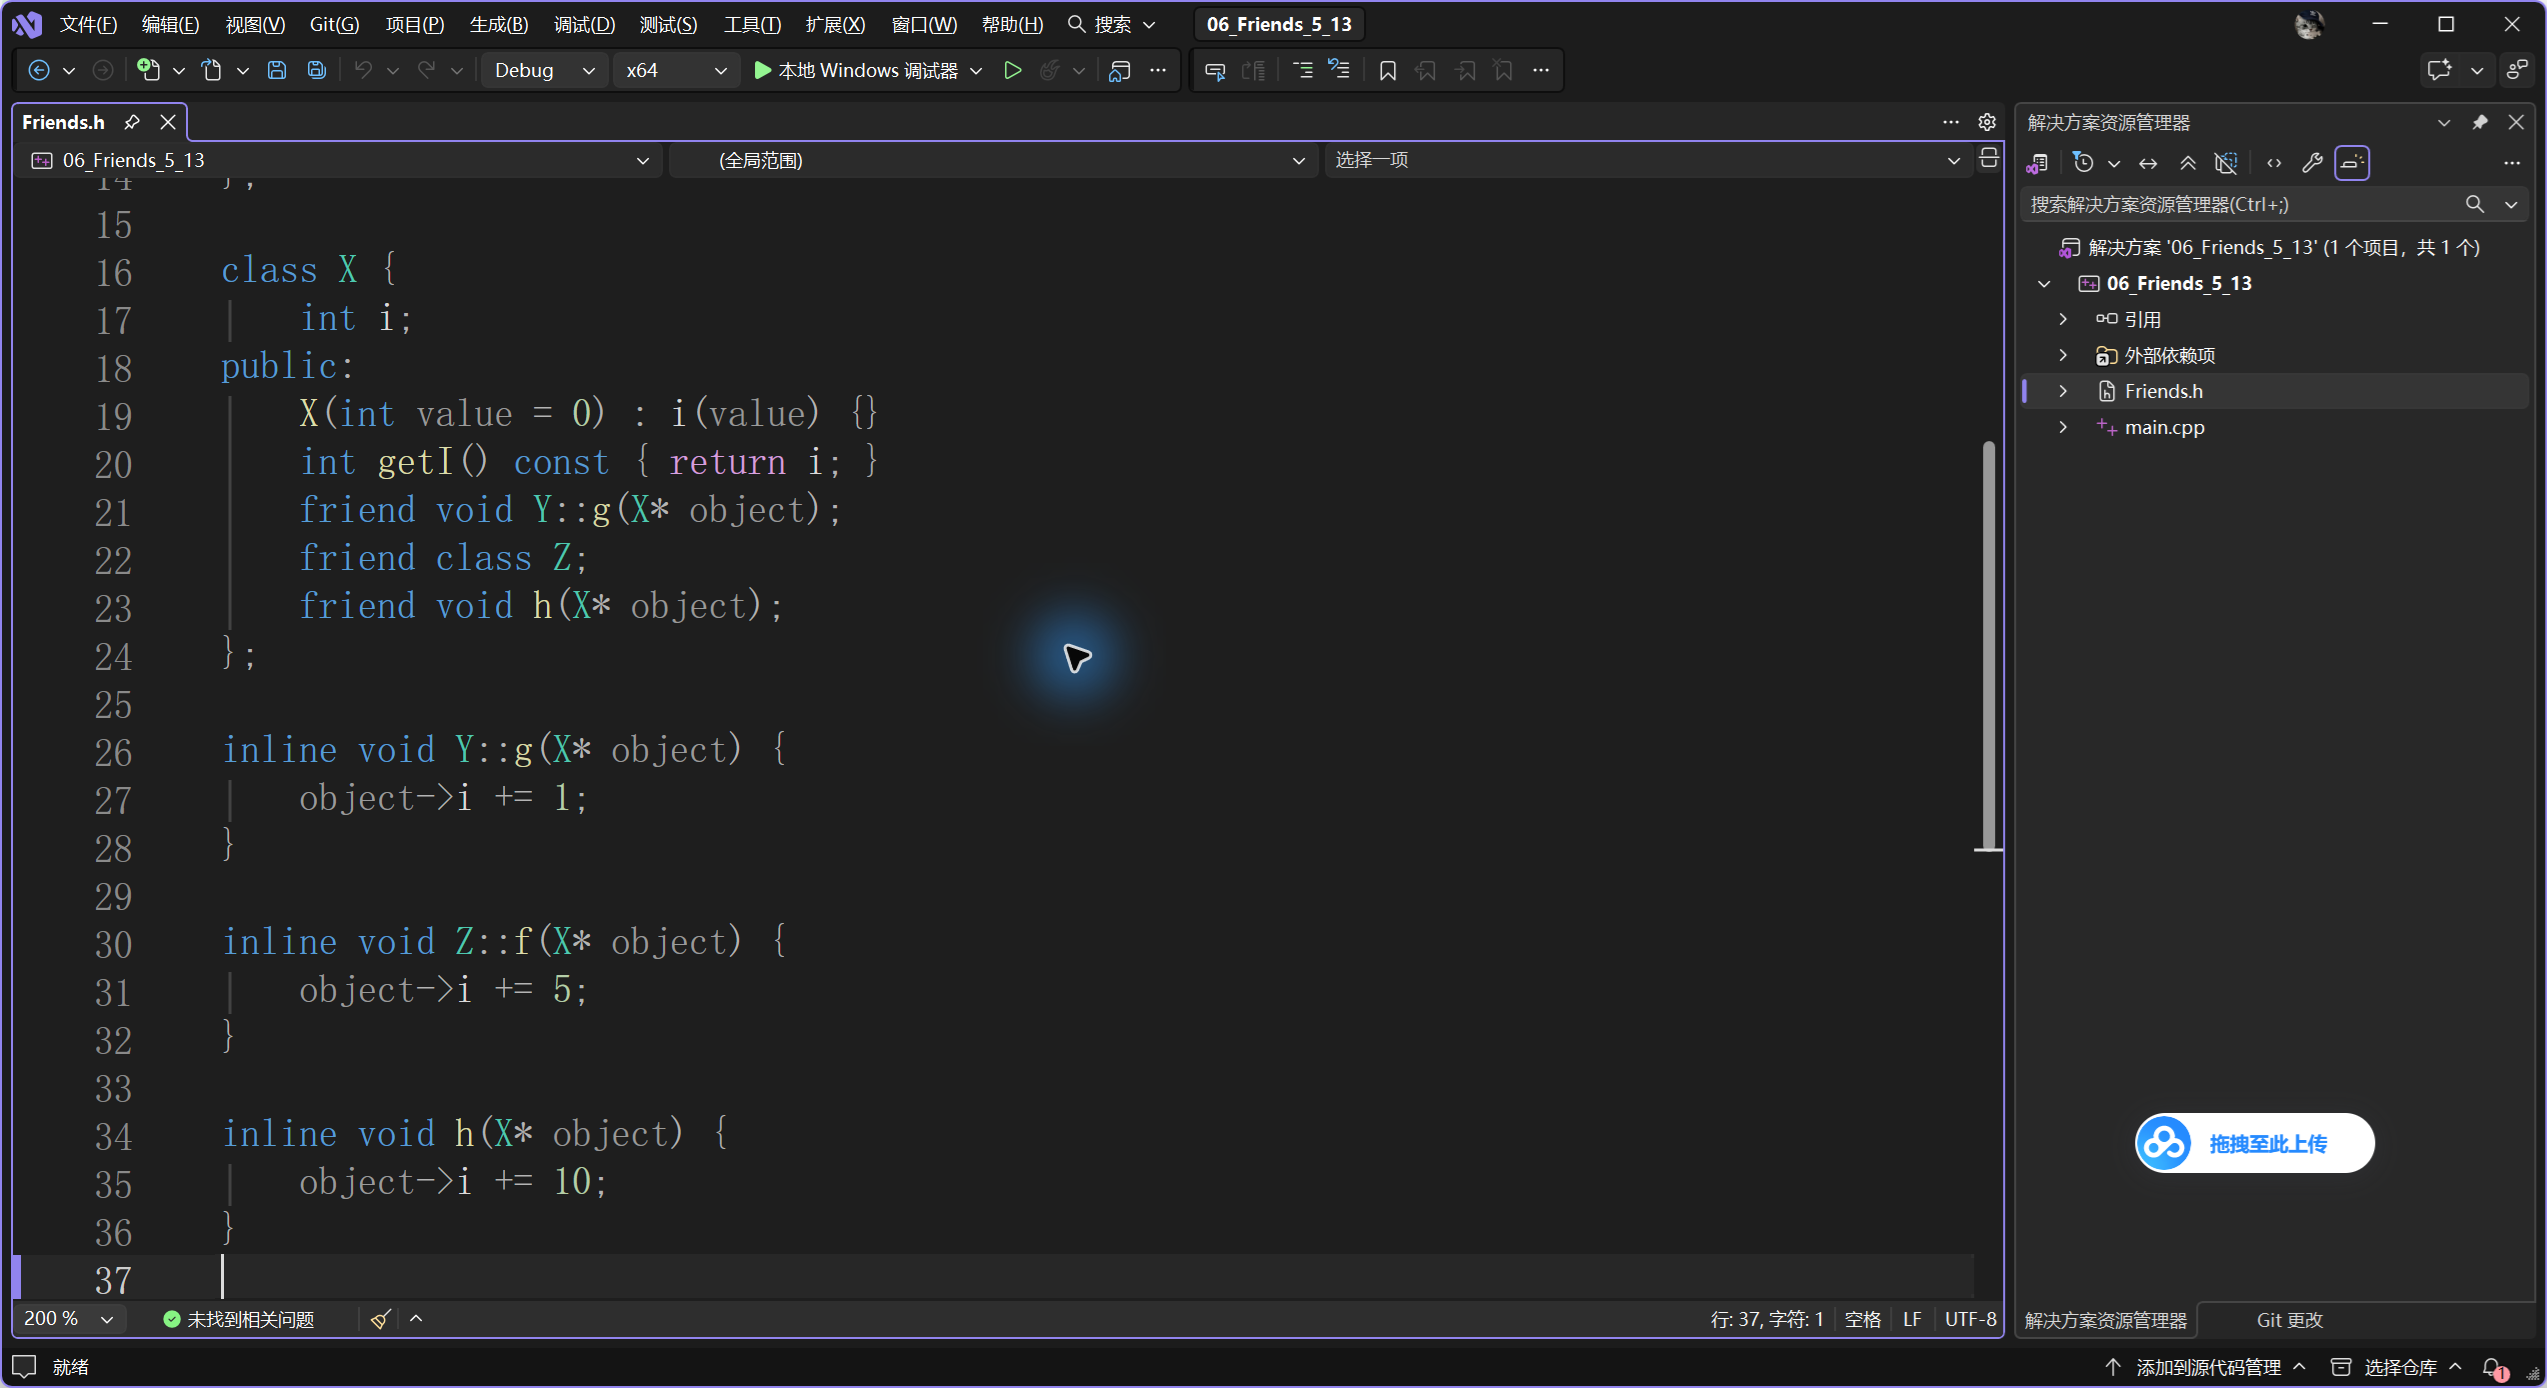 文件(F) 编辑(E) 视图(V) Git(G) 项目(P) 生成(B) 调试(D) 测试(S) 工具(T) 扩展(X) 窗口(W) 帮助(H) 搜索 06_Friends_5_13
Debug x64 本地 Windows 调试器
Friends.h
06_Friends_5_13 (全局范围) 选择一项
14 };
15
16 class X {
17 int i;
18 public:
19 X(int value = 0) : i(value) {}
20 int getI() const { return i; }
21 friend void Y::g(X* object);
22 friend class Z;
23 friend void h(X* object);
24 };
25
26 inline void Y::g(X* object) {
27 object->i += 1;
28 }
29
30 inline void Z::f(X* object) {
31 object->i += 5;
32 }
33
34 inline void h(X* object) {
35 object->i += 10;
36 }
37
200 % 未找到相关问题 行: 37, 字符: 1 空格 LF UTF-8
解决方案资源管理器
搜索解决方案资源管理器(Ctrl+;)
解决方案 '06_Friends_5_13' (1 个项目，共 1 个)
06_Friends_5_13
引用
外部依赖项
Friends.h
main.cpp
拖拽至此上传
解决方案资源管理器 Git 更改
就绪 添加到源代码管理 选择仓库 1